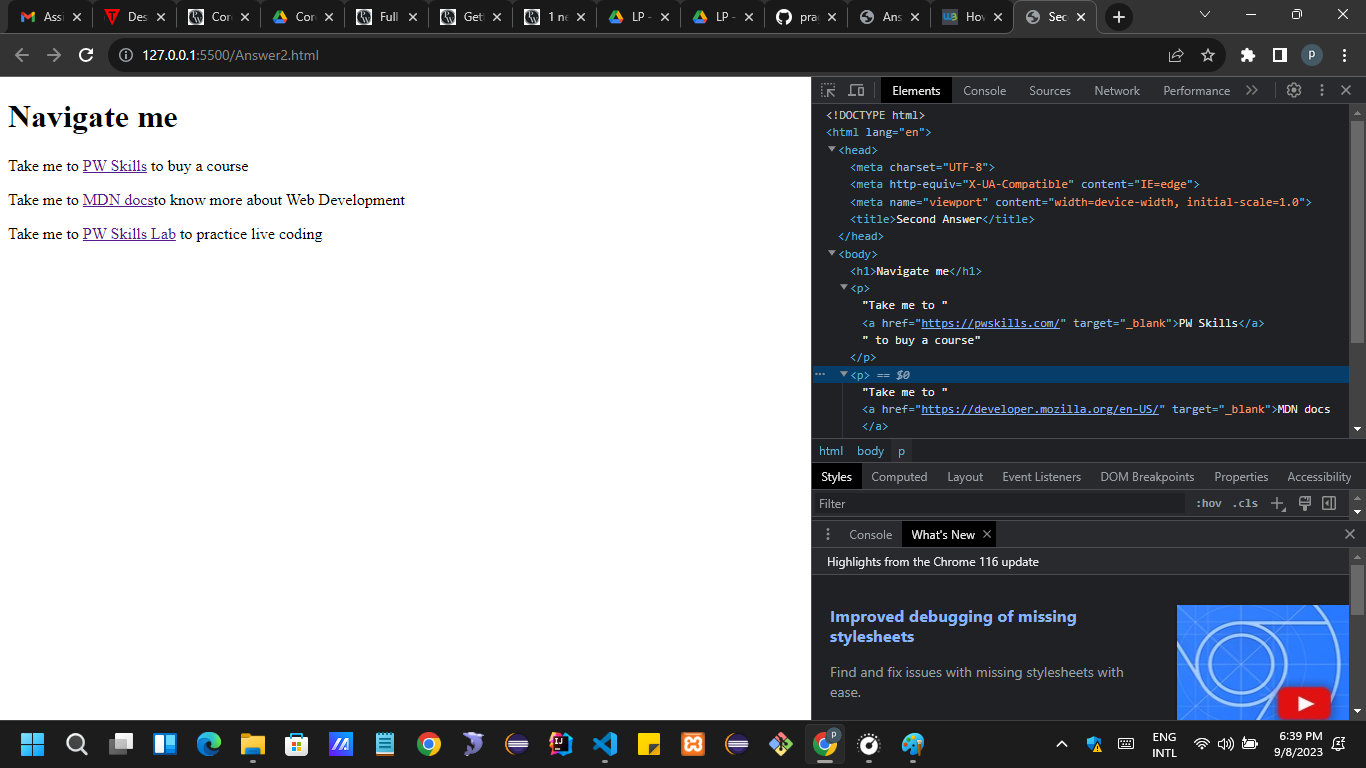 Assi
Des
Core
Core
Full
Geti
1 ne
LP -
LP -
prac
Ans
Hov
Sec
127.0.0.1:5500/Answer2.html
p
Navigate me
Take me to PW Skills to buy a course
Take me to MDN docsto know more about Web Development
Take me to PW Skills Lab to practice live coding
Elements Console Sources Network Performance
<!DOCTYPE html>
<html lang="en">
<head>
<meta charset="UTF-8">
<meta http-equiv="X-UA-Compatible" content="IE=edge">
<meta name="viewport" content="width=device-width, initial-scale=1.0">
<title>Second Answer</title>
</head>
<body>
<h1>Navigate me</h1>
<p>
"Take me to "
<a href="https://pwskills.com/" target="_blank">PW Skills</a>
" to buy a course"
</p>
<p> == $0
"Take me to "
<a href="https://developer.mozilla.org/en-US/" target="_blank">MDN docs
</a>
html body p
Styles Computed Layout Event Listeners DOM Breakpoints Properties Accessibility
Filter :hov .cls
Console What's New
Highlights from the Chrome 116 update
Improved debugging of missing
stylesheets
Find and fix issues with missing stylesheets with
ease.
ENG
INTL
6:39 PM
9/8/2023